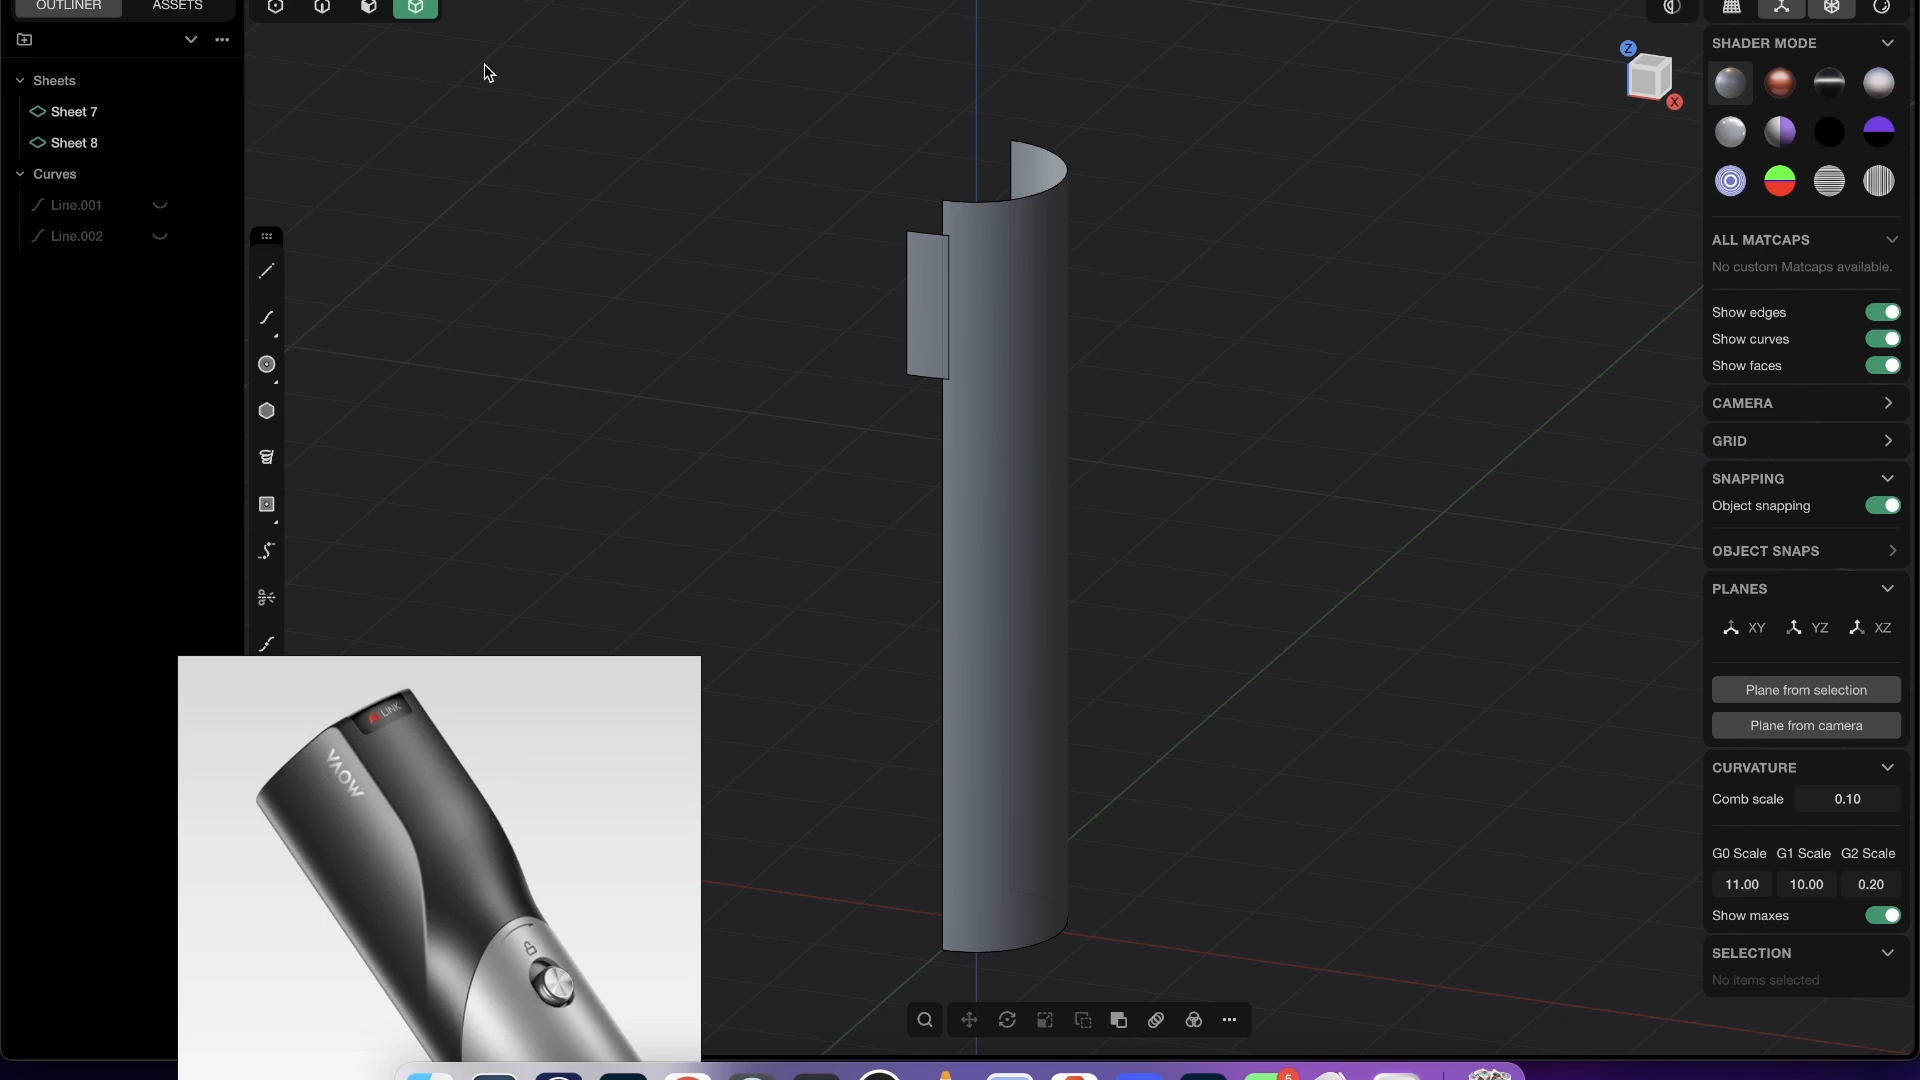 OUTLINER
ASSETS
Sheets
Sheet 7
Sheet 8
Curves
Line.001
Line.002
Z
X
SHADER MODE
ALL MATCAPS
No custom Matcaps available.
Show edges
Show curves
Show faces
CAMERA
GRID
SNAPPING
Object snapping
OBJECT SNAPS
PLANES
XY
YZ
XZ
Plane from selection
Plane from camera
CURVATURE
Comb scale
0.10
G0 Scale
G1 Scale
G2 Scale
11.00
10.00
0.20
Show maxes
SELECTION
No items selected
LINK
WOVA
5